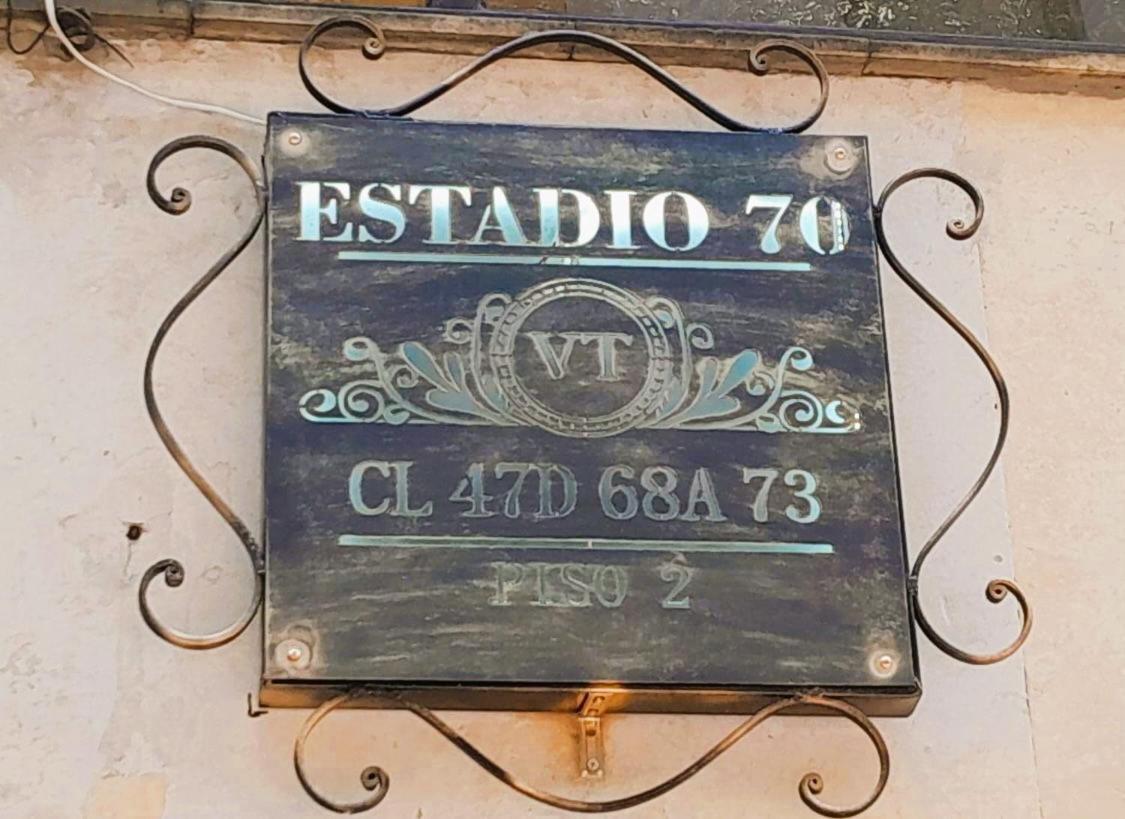 ESTADIO 70
VT
CL 47D 68A 73
PISO 2